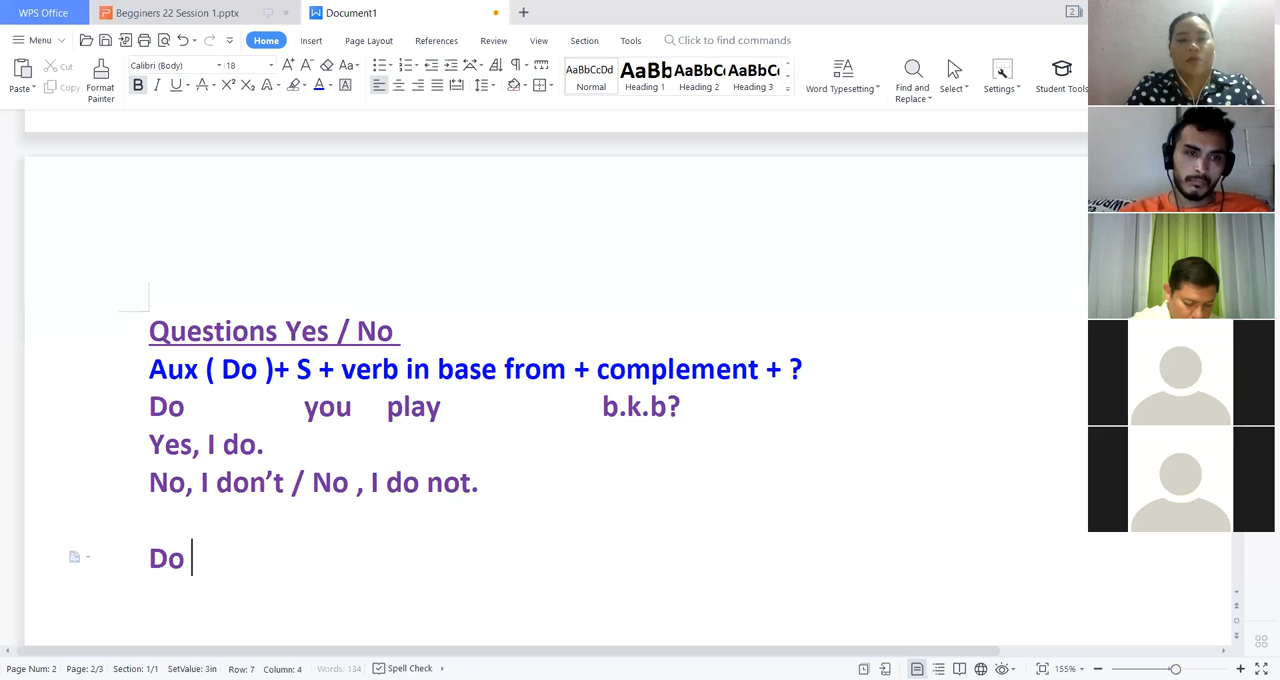 WPS Office
Begginers 22 Session 1.pptx
Document1
2
Menu
Home
Insert
Page Layout
References
Review
View
Section
Tools
Click to find commands
Paste
Cut
Copy
Format Painter
Calibri (Body)
18
AaBbCcDd
Normal
AaBb
Heading 1
AaBbCc
Heading 2
AaBbCc
Heading 3
Word Typesetting
Find and Replace
Select
Settings
Student Tools
Questions Yes / No
Aux ( Do )+ S + verb in base from + complement + ?
Do you play b.k.b?
Yes, I do.
No, I don’t / No , I do not.
Do
Page Num: 2 Page: 2/3 Section: 1/1 SetValue: 3in Row: 7 Column: 4 Words: 134 Spell Check
155%